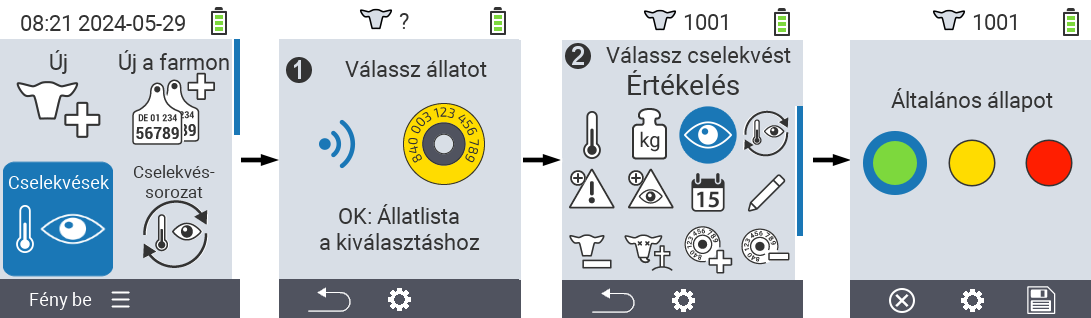 08:21 2024-05-29
Új
Új a farmon
DE 01 234
56789
234
39
Cselekvések
Cselekvés-
sorozat
Fény be
?
1
Válassz állatot
840 003 123 456 789
OK: Állatlista
a kiválasztáshoz
1001
2
Válassz cselekvést
Értékelés
kg
15
840 123 456 789
840 123 456 789
1001
Általános állapot